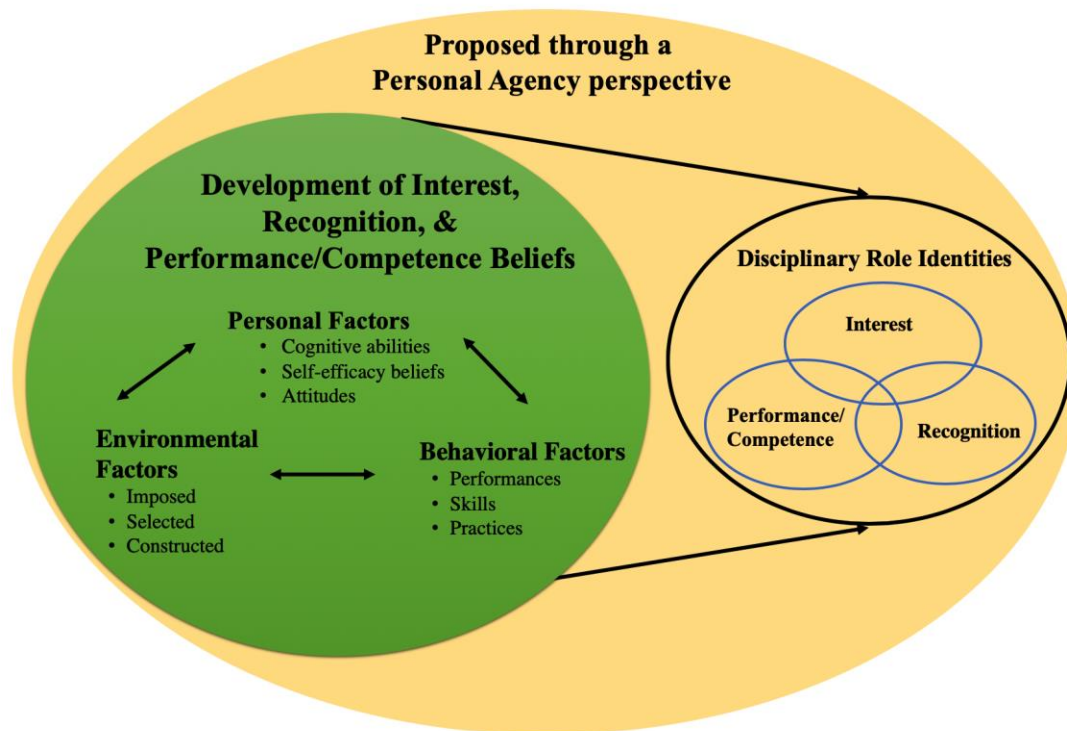 Proposed through a
Personal Agency perspective
Development of Interest,
Recognition, &
Performance/Competence Beliefs
Personal Factors
• Cognitive abilities
• Self-efficacy beliefs
• Attitudes
Environmental
Factors
• Imposed
• Selected
• Constructed
Behavioral Factors
• Performances
• Skills
• Practices
Disciplinary Role Identities
Interest
Performance/
Competence
Recognition